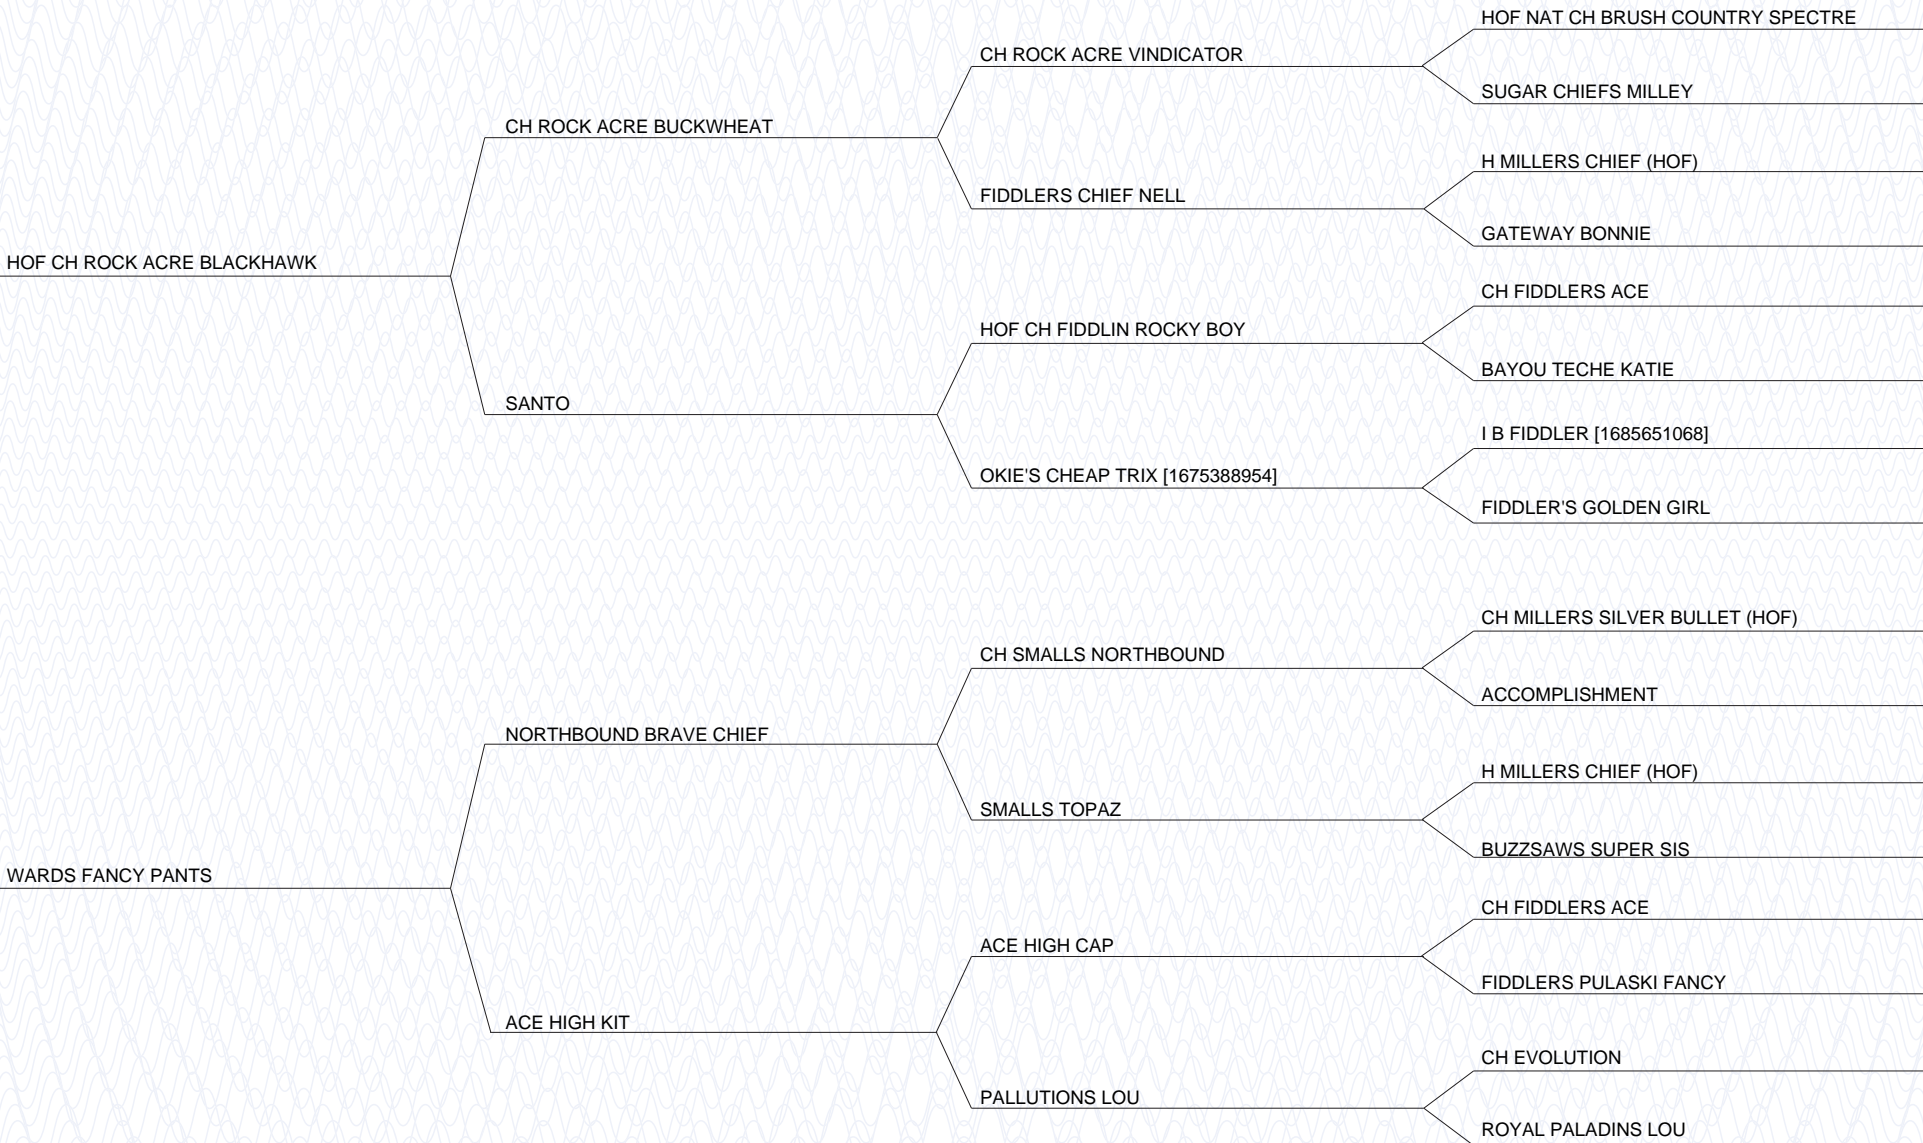 HOF NAT CH BRUSH COUNTRY SPECTRE
CH ROCK ACRE VINDICATOR
SUGAR CHIEFS MILLEY
CH ROCK ACRE BUCKWHEAT
H MILLERS CHIEF (HOF)
FIDDLERS CHIEF NELL
GATEWAY BONNIE
HOF CH ROCK ACRE BLACKHAWK
CH FIDDLERS ACE
HOF CH FIDDLIN ROCKY BOY
BAYOU TECHE KATIE
SANTO
I B FIDDLER [1685651068]
OKIE'S CHEAP TRIX [1675388954]
FIDDLER'S GOLDEN GIRL
CH MILLERS SILVER BULLET (HOF)
CH SMALLS NORTHBOUND
ACCOMPLISHMENT
NORTHBOUND BRAVE CHIEF
H MILLERS CHIEF (HOF)
SMALLS TOPAZ
BUZZSAWS SUPER SIS
WARDS FANCY PANTS
CH FIDDLERS ACE
ACE HIGH CAP
FIDDLERS PULASKI FANCY
ACE HIGH KIT
CH EVOLUTION
PALLUTIONS LOU
ROYAL PALADINS LOU